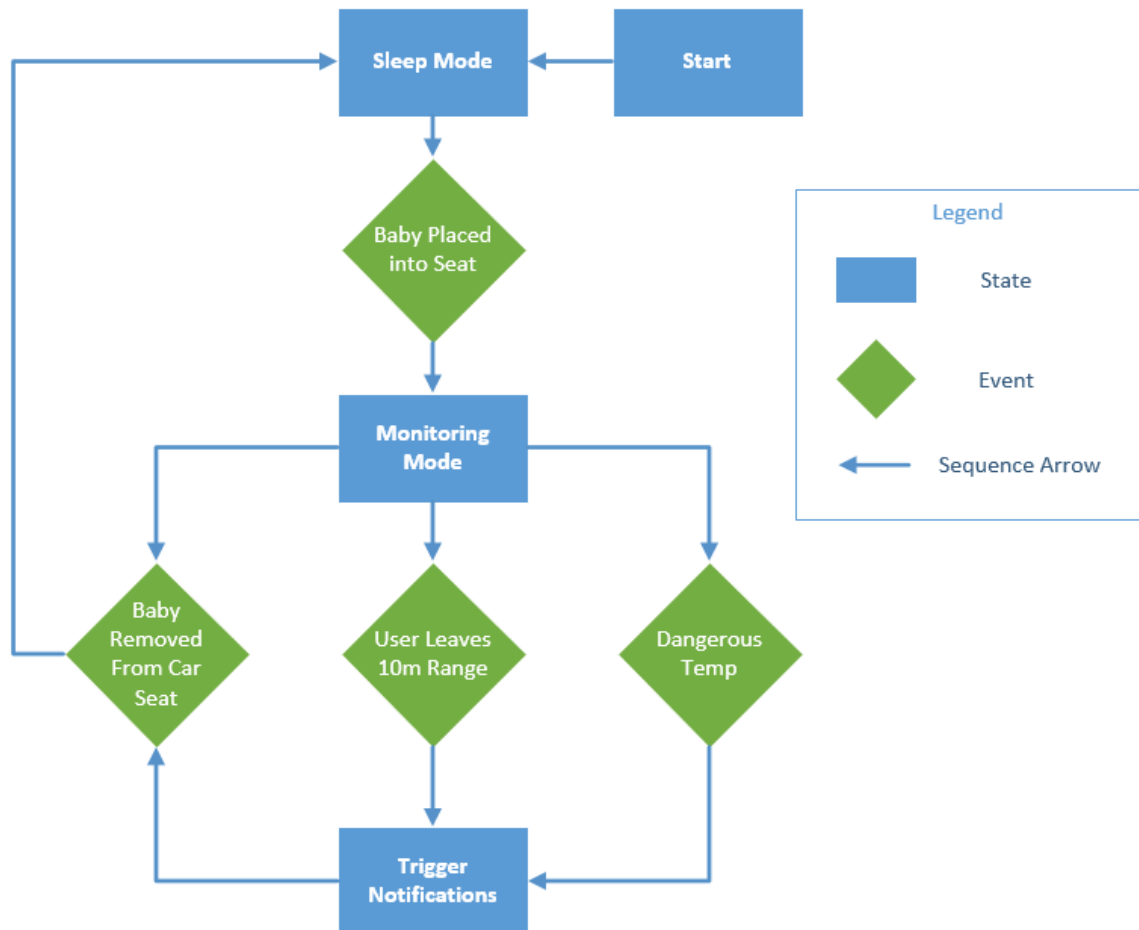 Sleep Mode
Start
Baby Placed
into Seat
Legend
State
Event
Sequence Arrow
Monitoring
Mode
Baby
Removed
From Car
Seat
User Leaves
10m Range
Dangerous
Temp
Trigger
Notifications